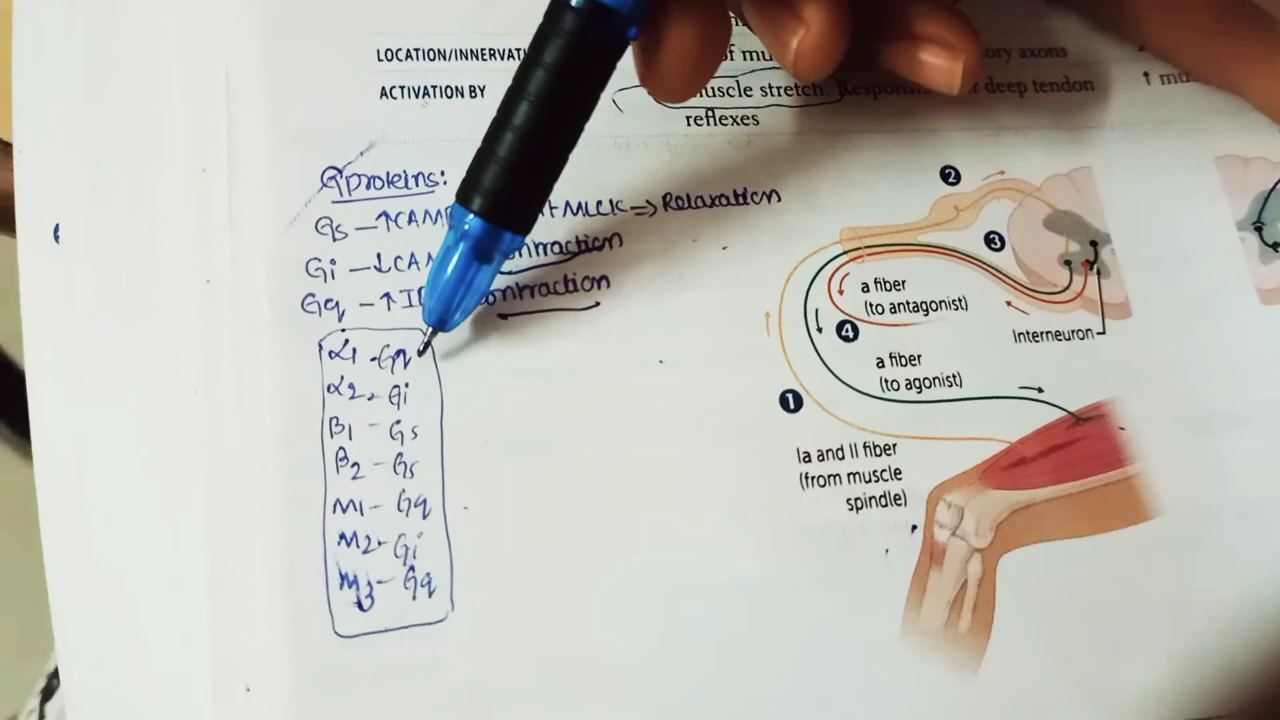 LOCATION/INNERVATI of mu ory axons
ACTIVATION BY muscle stretch. deep tendon ↑ mu
reflexes
Gproteins:
Gs - ↑CAM MLCK => Relaxation
Gi - ↓CA ontraction
Gq - ↑I ontraction
α1 - Gq
α2 - Gi
β1 - Gs
β2 - Gs
M1 - Gq
M2 - Gi
M3 - Gq
2
3
a fiber
(to antagonist)
4
Interneuron
a fiber
(to agonist)
1
Ia and II fiber
(from muscle
spindle)